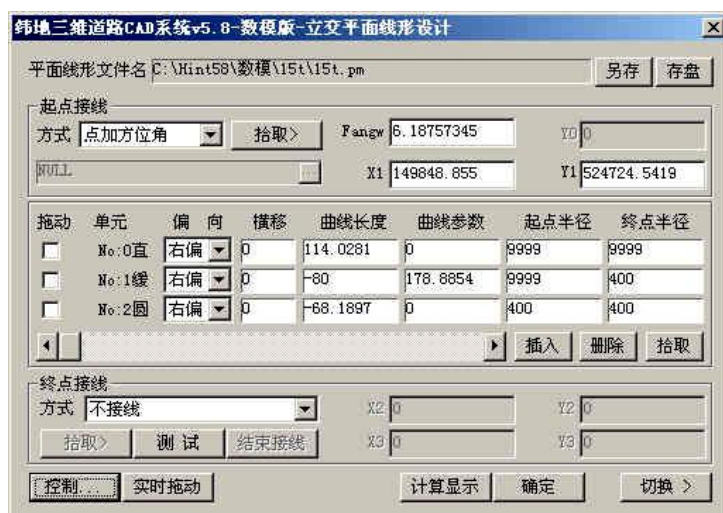 纬地三维道路CAD系统v5.8-数模版-立交平面线形设计
平面线形文件名 C:\Hint58\数模\15t\15t.pm 另存 存盘
起点接线
方式 点加方位角 拾取> Fangw 6.18757345 Y0 0
NULL ... X1 149848.855 Y1 524724.5419
拖动 单元 偏 向 横移 曲线长度 曲线参数 起点半径 终点半径
No:0直 右偏 0 114.0281 0 9999 9999
No:1缓 右偏 0 -80 178.8854 9999 400
No:2圆 右偏 0 -68.1897 0 400 400
插入 删除 拾取
终点接线
方式 不接线 X2 0 Y2 0
拾取> 测 试 结束接线 X3 0 Y3 0
控制... 实时拖动 计算显示 确定 切换 >